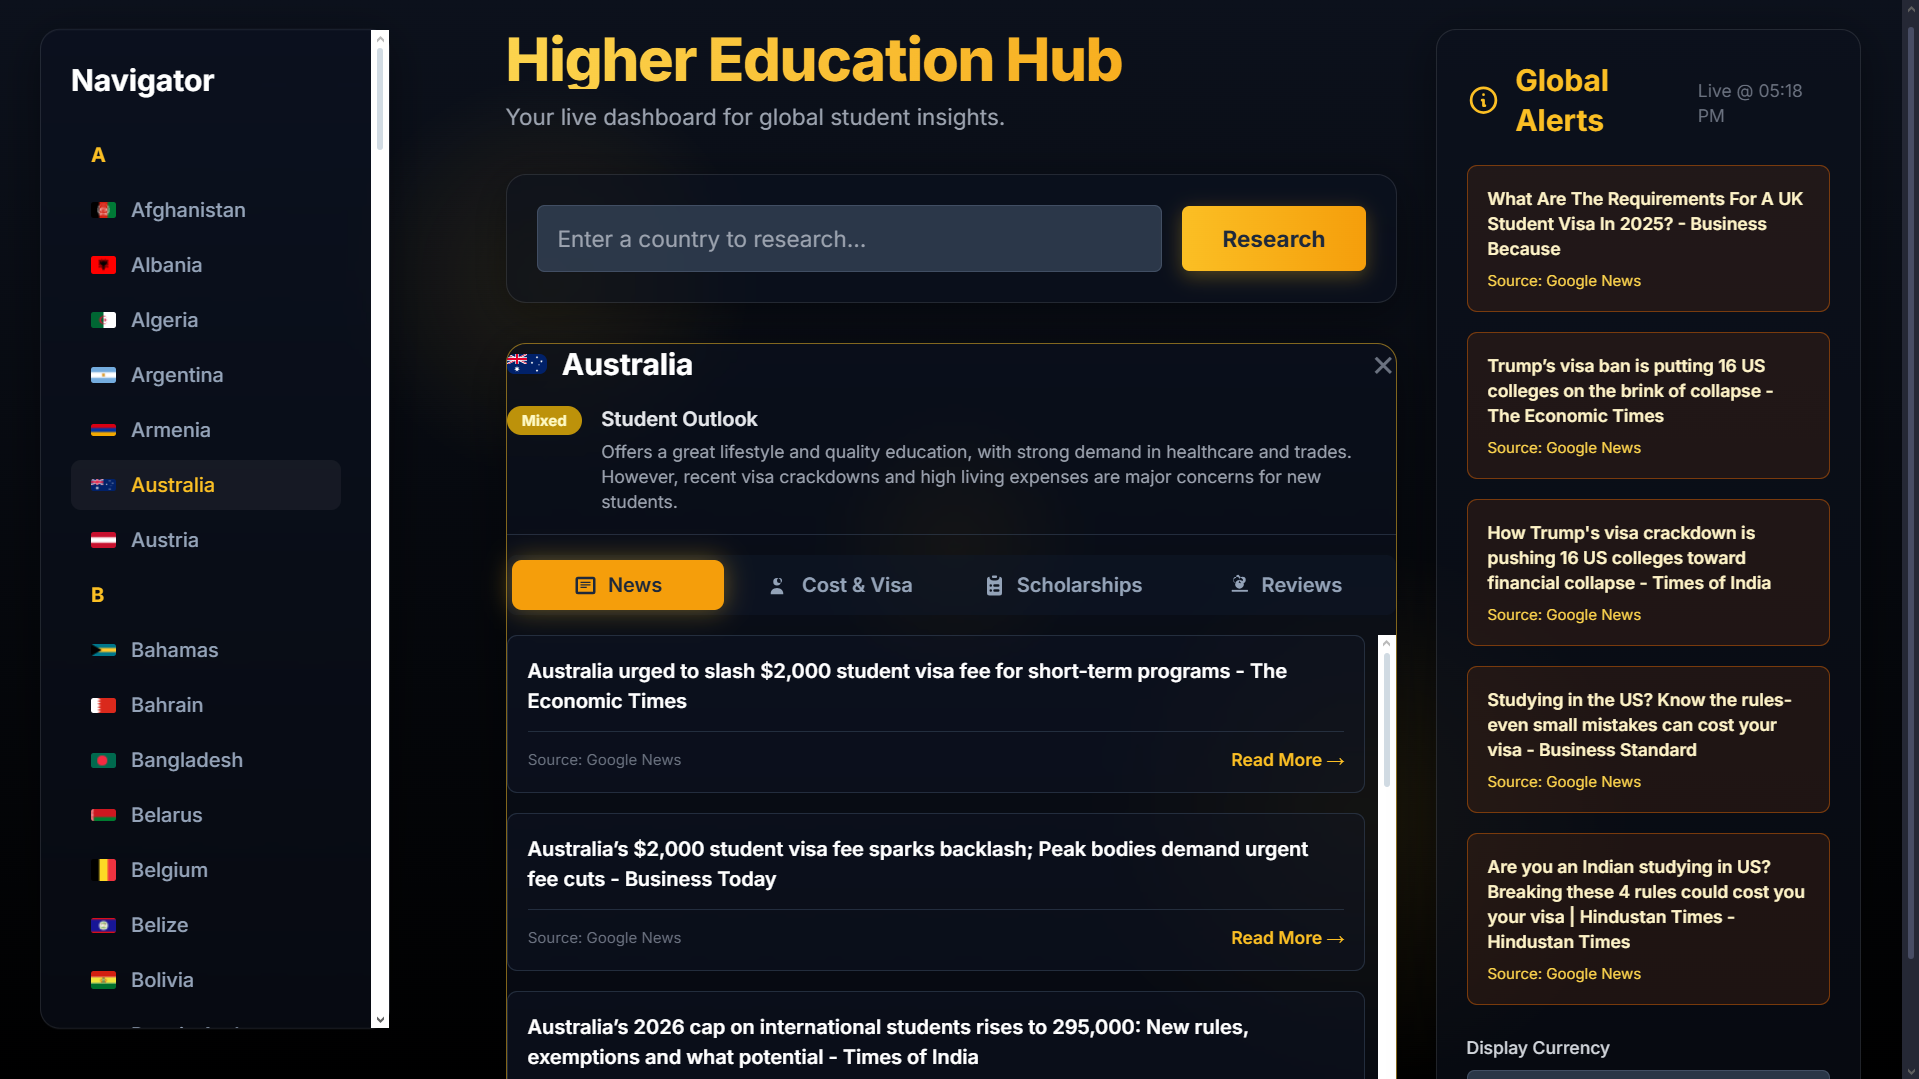 Navigator
A
Afghanistan
Albania
Algeria
Argentina
Armenia
Australia
Austria
B
Bahamas
Bahrain
Bangladesh
Belarus
Belgium
Belize
Bolivia
Higher Education Hub
Your live dashboard for global student insights.
Enter a country to research...
Research
Australia
Mixed
Student Outlook
Offers a great lifestyle and quality education, with strong demand in healthcare and trades.
However, recent visa crackdowns and high living expenses are major concerns for new
students.
News
Cost & Visa
Scholarships
Reviews
Australia urged to slash $2,000 student visa fee for short-term programs - The
Economic Times
Source: Google News
Read More →
Australia’s $2,000 student visa fee sparks backlash; Peak bodies demand urgent
fee cuts - Business Today
Source: Google News
Read More →
Australia’s 2026 cap on international students rises to 295,000: New rules,
exemptions and what potential - Times of India
Global
Alerts
Live @ 05:18
PM
What Are The Requirements For A UK
Student Visa In 2025? - Business
Because
Source: Google News
Trump’s visa ban is putting 16 US
colleges on the brink of collapse -
The Economic Times
Source: Google News
How Trump's visa crackdown is
pushing 16 US colleges toward
financial collapse - Times of India
Source: Google News
Studying in the US? Know the rules-
even small mistakes can cost your
visa - Business Standard
Source: Google News
Are you an Indian studying in US?
Breaking these 4 rules could cost you
your visa | Hindustan Times -
Hindustan Times
Source: Google News
Display Currency